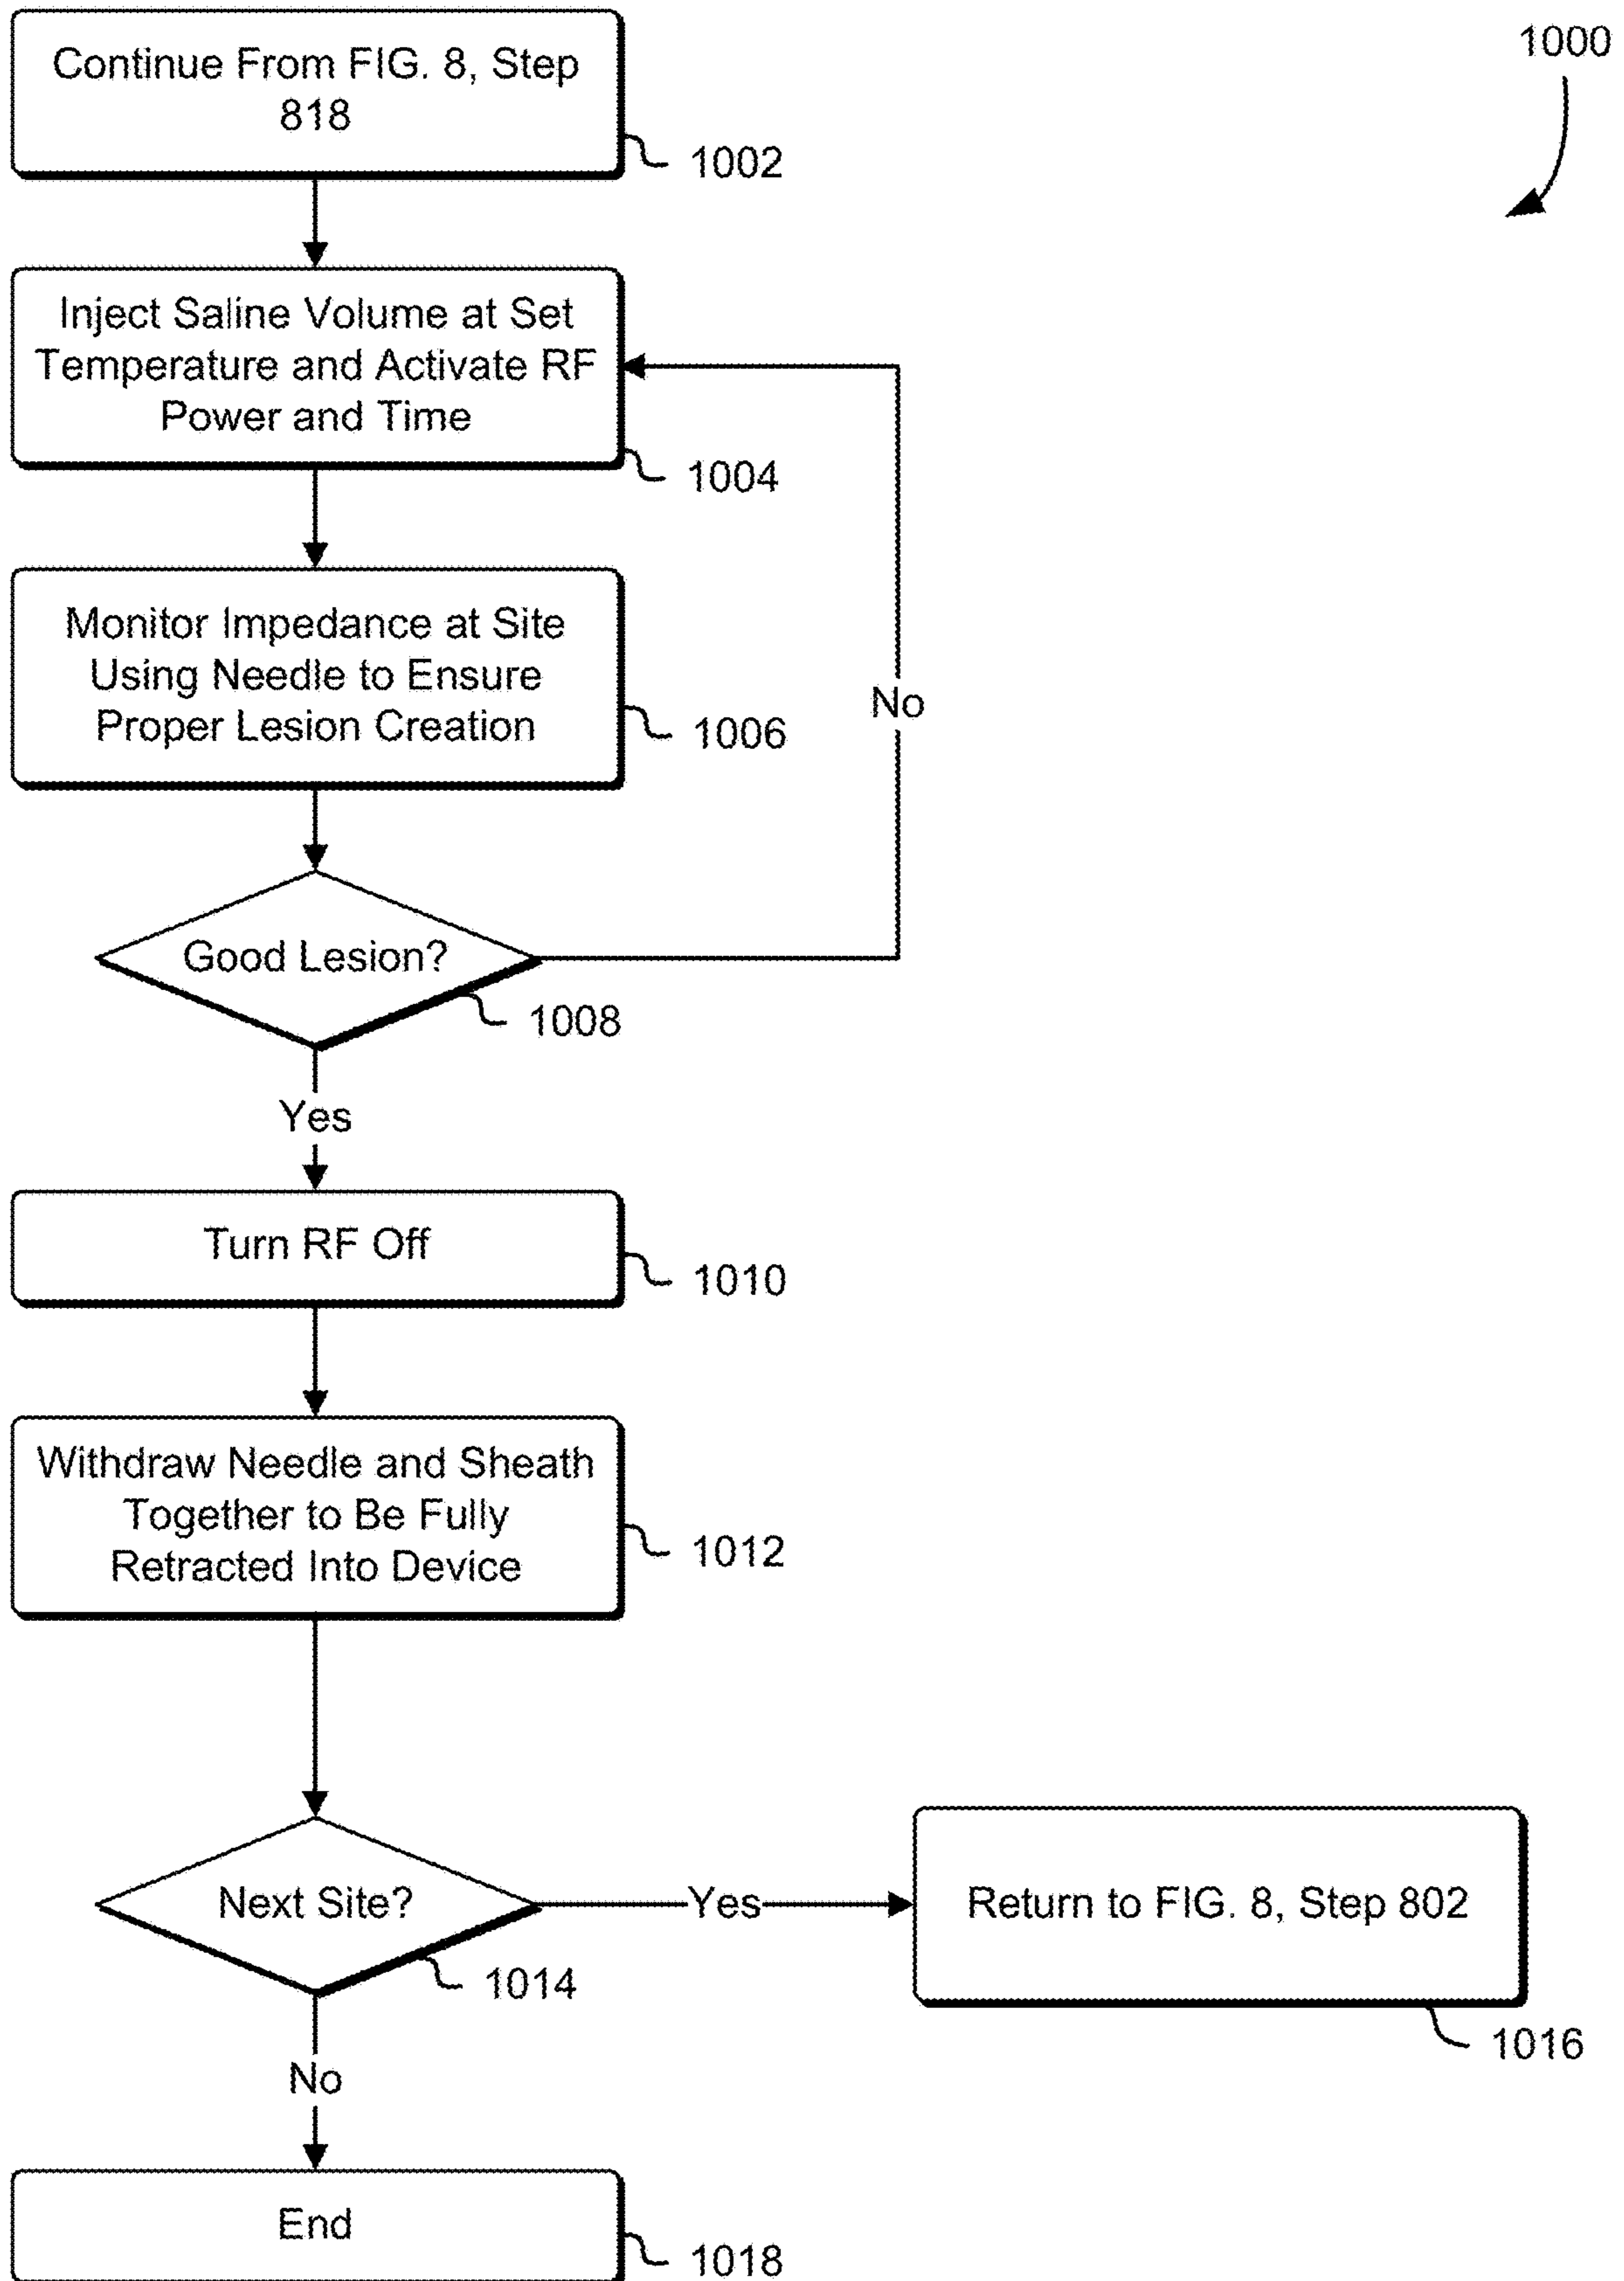 1000
Continue From FIG. 8, Step
818
1002
Inject Saline Volume at Set
Temperature and Activate RF
Power and Time
1004
Monitor Impedance at Site
Using Needle to Ensure
Proper Lesion Creation
1006
No
Good Lesion?
1008
Yes
Turn RF Off
1010
Withdraw Needle and Sheath
Together to Be Fully
Retracted Into Device
1012
Next Site?
1014
Yes
Return to FIG. 8, Step 802
1016
No
End
1018